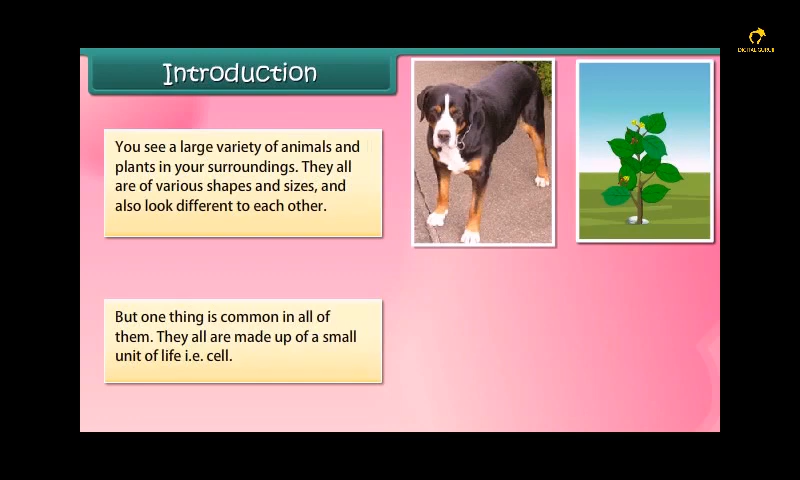 DIGITAL GURUJI
Introduction
You see a large variety of animals and
plants in your surroundings. They all
are of various shapes and sizes, and
also look different to each other.
But one thing is common in all of
them. They all are made up of a small
unit of life i.e. cell.